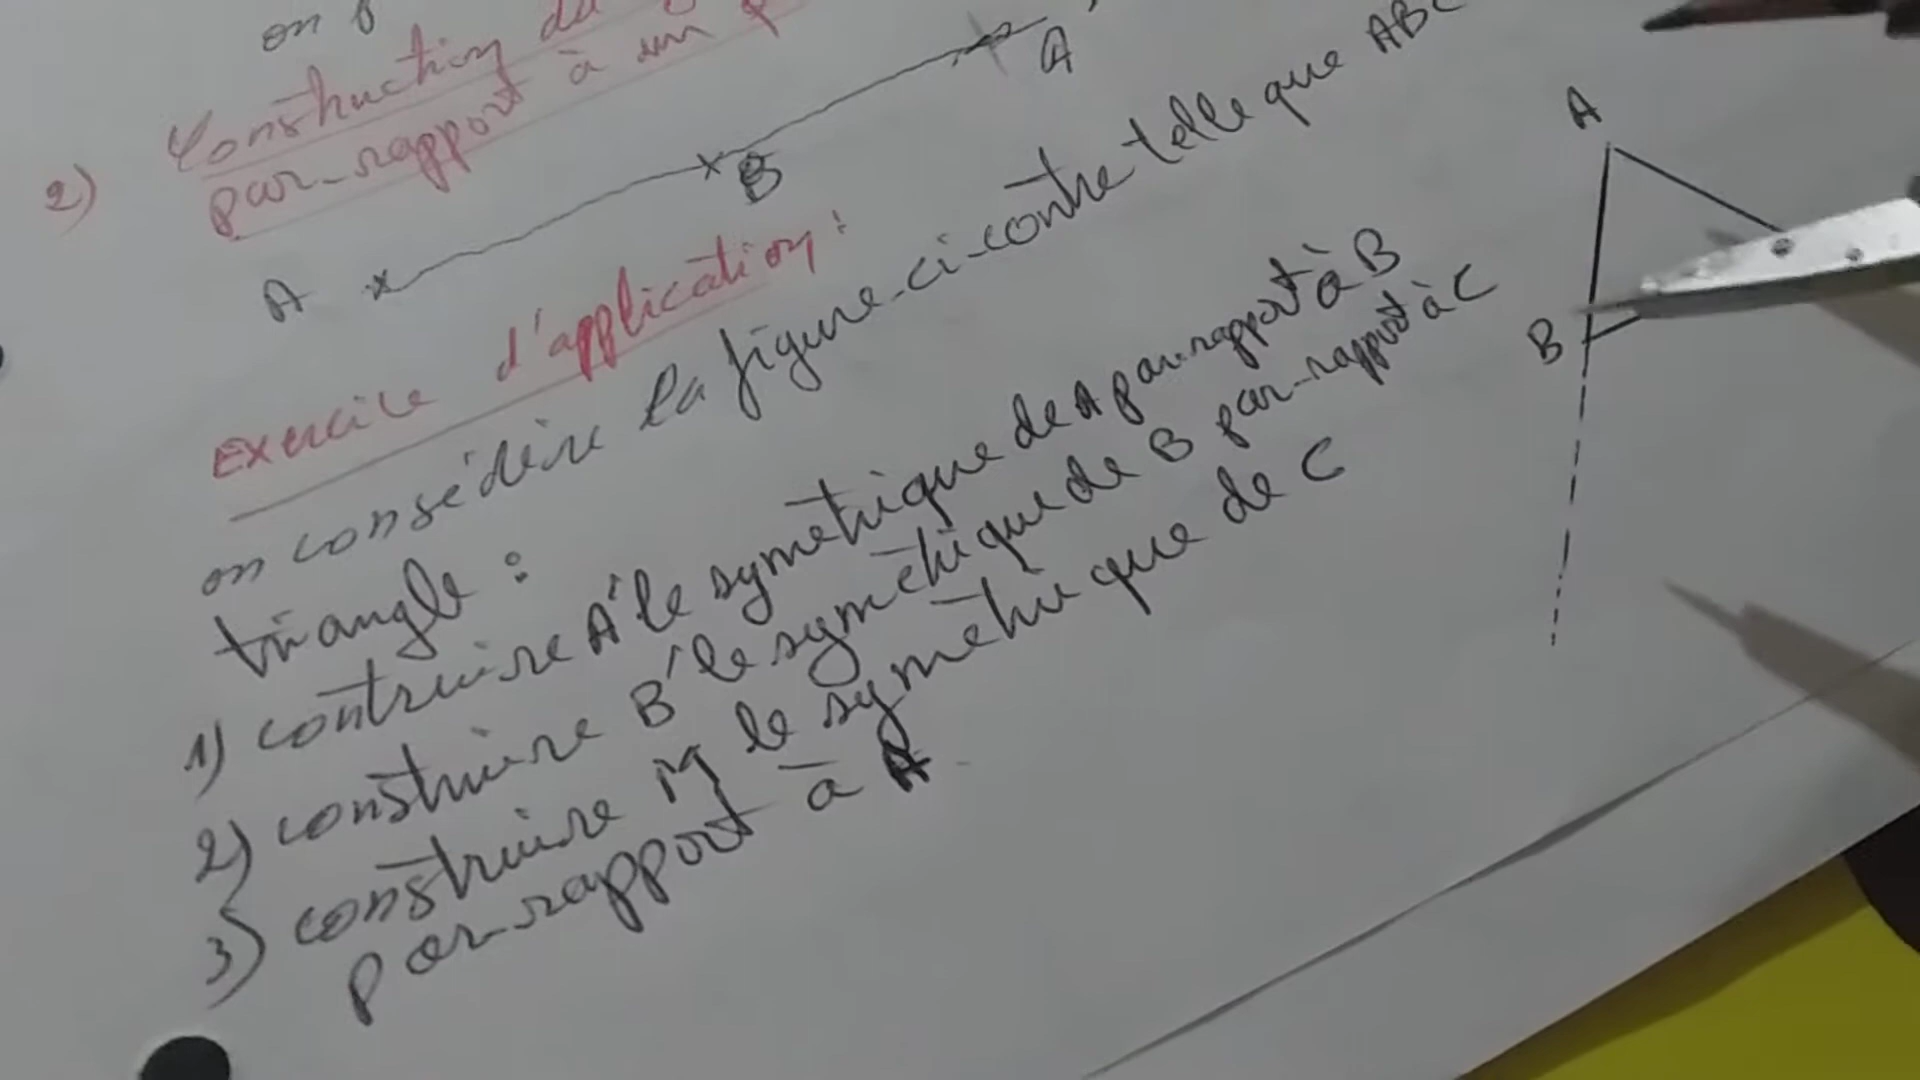 on
2) Construction du
par-rapport à un
A B A'
Exercice d'application :
on considère la figure-ci-contre telle que ABC
triangle :
1) contruire A' le symétrique de A par-rapport à B
2) construire B' le symétrique de B par-rapport à C
3) construire M le symétrique de C
par-rapport à A
A
B